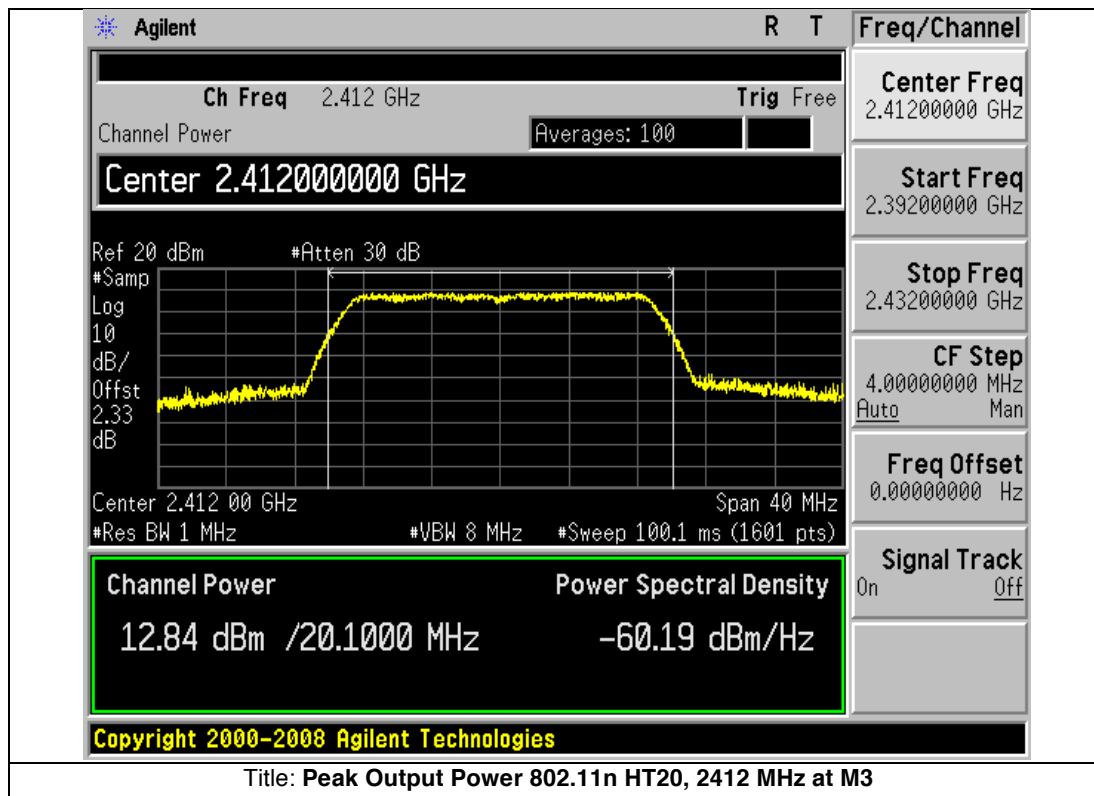 Agilent R T
Freq/Channel
Ch Freq 2.412 GHz Trig Free
Channel Power Averages: 100
Center 2.412000000 GHz
Ref 20 dBm #Atten 30 dB
#Samp
Log
10
dB/
Offst
2.33
dB
Center 2.412 00 GHz Span 40 MHz
#Res BW 1 MHz #VBW 8 MHz #Sweep 100.1 ms (1601 pts)
Channel Power Power Spectral Density
12.84 dBm /20.1000 MHz -60.19 dBm/Hz
Copyright 2000-2008 Agilent Technologies
Center Freq
2.41200000 GHz
Start Freq
2.39200000 GHz
Stop Freq
2.43200000 GHz
CF Step
4.00000000 MHz
Auto Man
Freq Offset
0.00000000 Hz
Signal Track
On Off
Title: Peak Output Power 802.11n HT20, 2412 MHz at M3